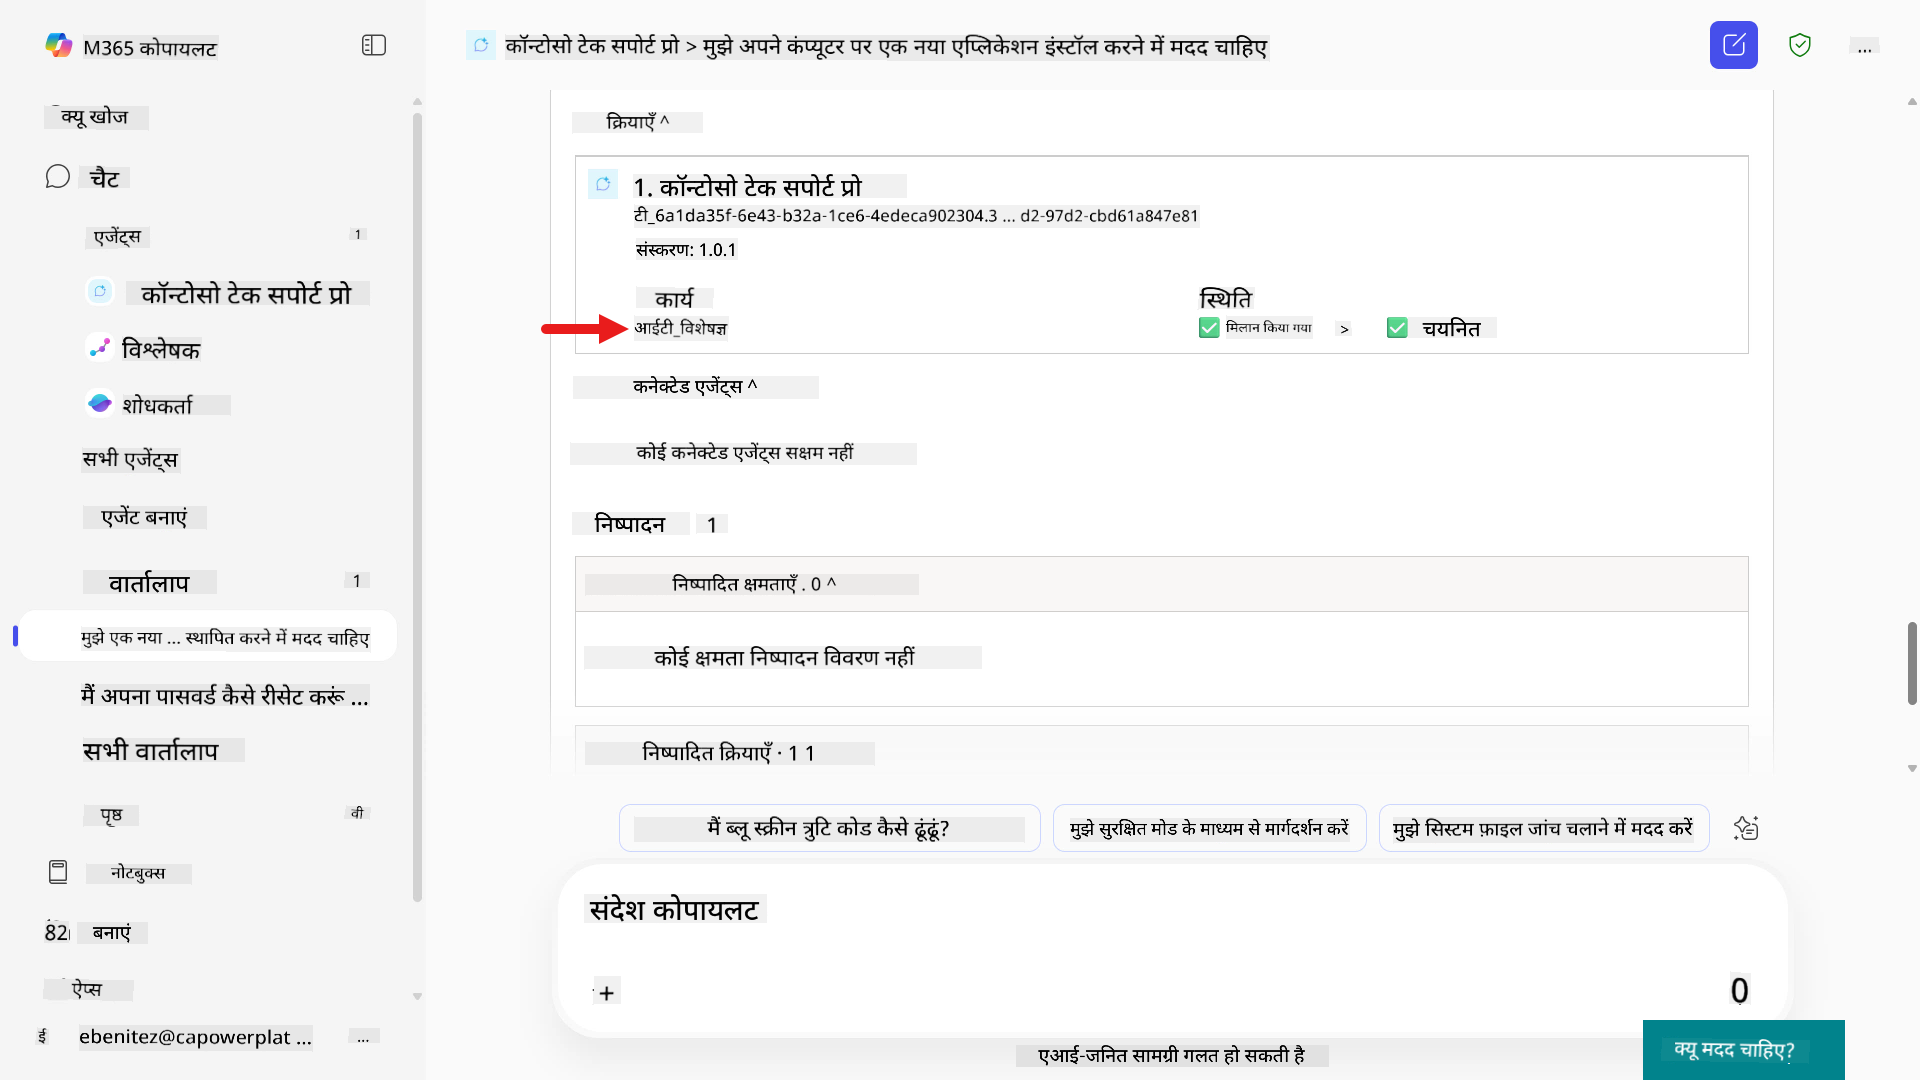 M365 कोपायलट
क्यू खोज
चैट
एजेंट्स 1
कॉन्टोसो टेक सपोर्ट प्रो
विश्लेषक
शोधकर्ता
सभी एजेंट्स
एजेंट बनाएं
वार्तालाप 1
मुझे एक नया ... स्थापित करने में मदद चाहिए
मैं अपना पासवर्ड कैसे रीसेट करूं ...
सभी वार्तालाप
पृष्ठ वी
नोटबुक्स
82 बनाएं
ऐप्स
ई ebenitez@capowerplat ... ...
कॉन्टोसो टेक सपोर्ट प्रो > मुझे अपने कंप्यूटर पर एक नया एप्लिकेशन इंस्टॉल करने में मदद चाहिए ...
क्रियाएँ ^
1. कॉन्टोसो टेक सपोर्ट प्रो
टी_6a1da35f-6e43-b32a-1ce6-4edeca902304.3 ... d2-97d2-cbd61a847e81
संस्करण: 1.0.1
कार्य स्थिति
आईटी_विशेषज्ञ मिलान किया गया > चयनित
कनेक्टेड एजेंट्स ^
कोई कनेक्टेड एजेंट्स सक्षम नहीं
निष्पादन 1
निष्पादित क्षमताएँ . 0 ^
कोई क्षमता निष्पादन विवरण नहीं
निष्पादित क्रियाएँ · 1 1
मैं ब्लू स्क्रीन त्रुटि कोड कैसे ढूंढूं?
मुझे सुरक्षित मोड के माध्यम से मार्गदर्शन करें
मुझे सिस्टम फ़ाइल जांच चलाने में मदद करें
संदेश कोपायलट
+ 0
एआई-जनित सामग्री गलत हो सकती है
क्यू मदद चाहिए?